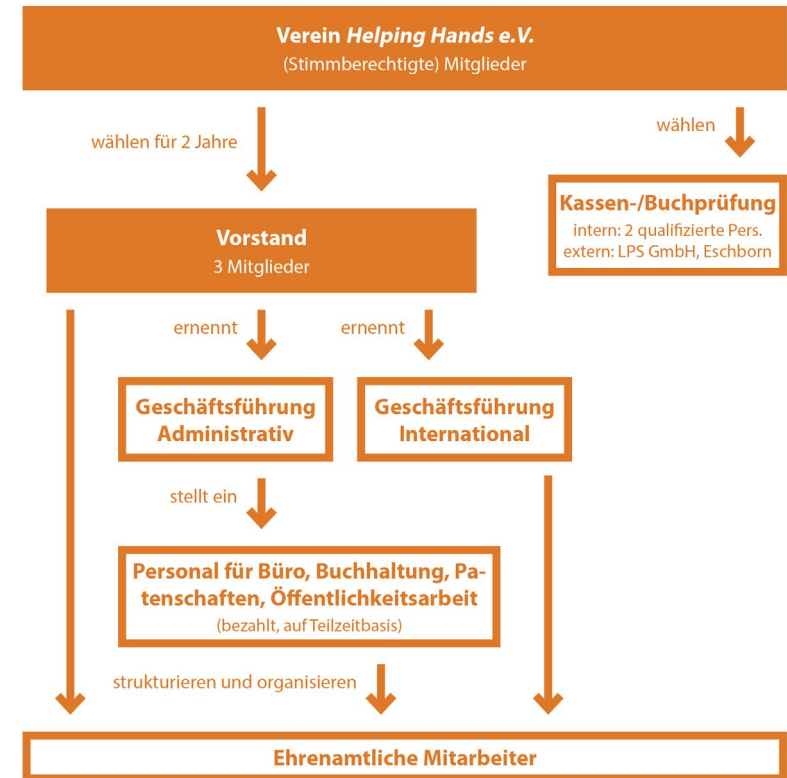 Verein Helping Hands e.V.
(Stimmberechtigte) Mitglieder
wählen für 2 Jahre
wählen
Kassen-/Buchprüfung
intern: 2 qualifizierte Pers.
extern: LPS GmbH, Eschborn
Vorstand
3 Mitglieder
ernennt
ernennt
Geschäftsführung
Administrativ
Geschäftsführung
International
stellt ein
Personal für Büro, Buchhaltung, Pa-
tenschaften, Öffentlichkeitsarbeit
(bezahlt, auf Teilzeitbasis)
strukturieren und organisieren
Ehrenamtliche Mitarbeiter